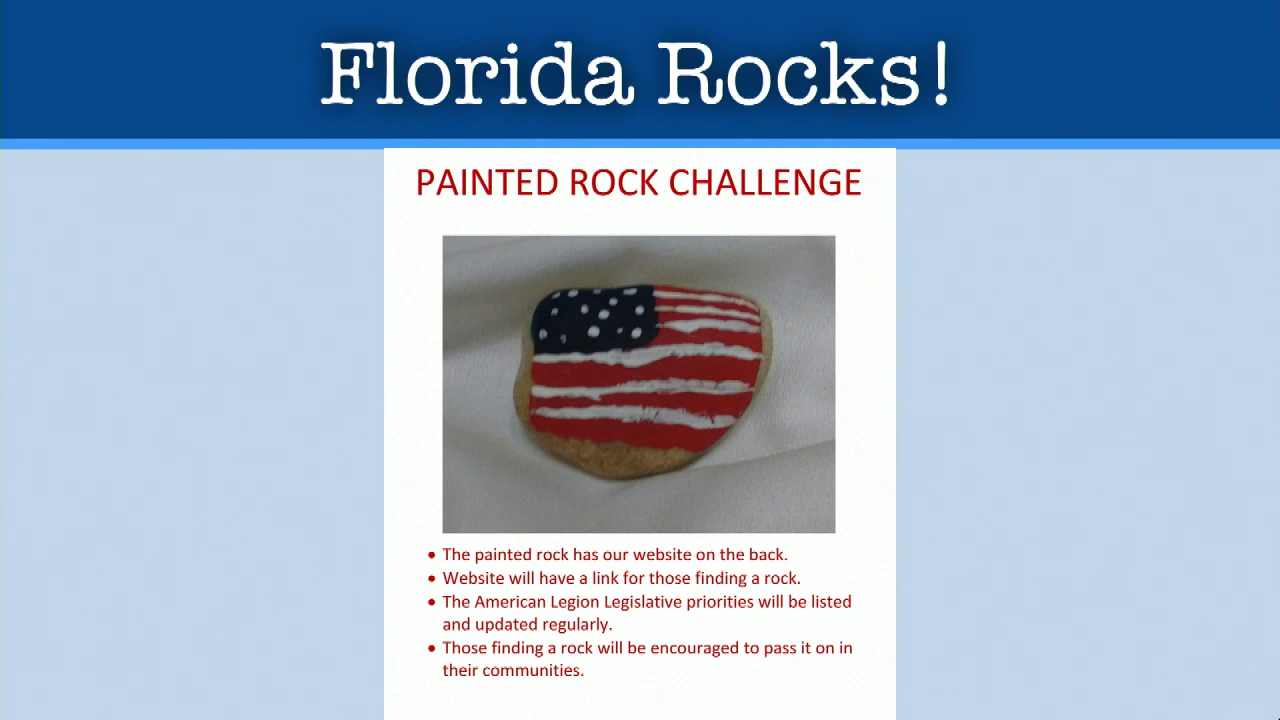 Florida Rocks!
PAINTED ROCK CHALLENGE
• The painted rock has our website on the back.
• Website will have a link for those finding a rock.
• The American Legion Legislative priorities will be listed
and updated regularly.
• Those finding a rock will be encouraged to pass it on in
their communities.